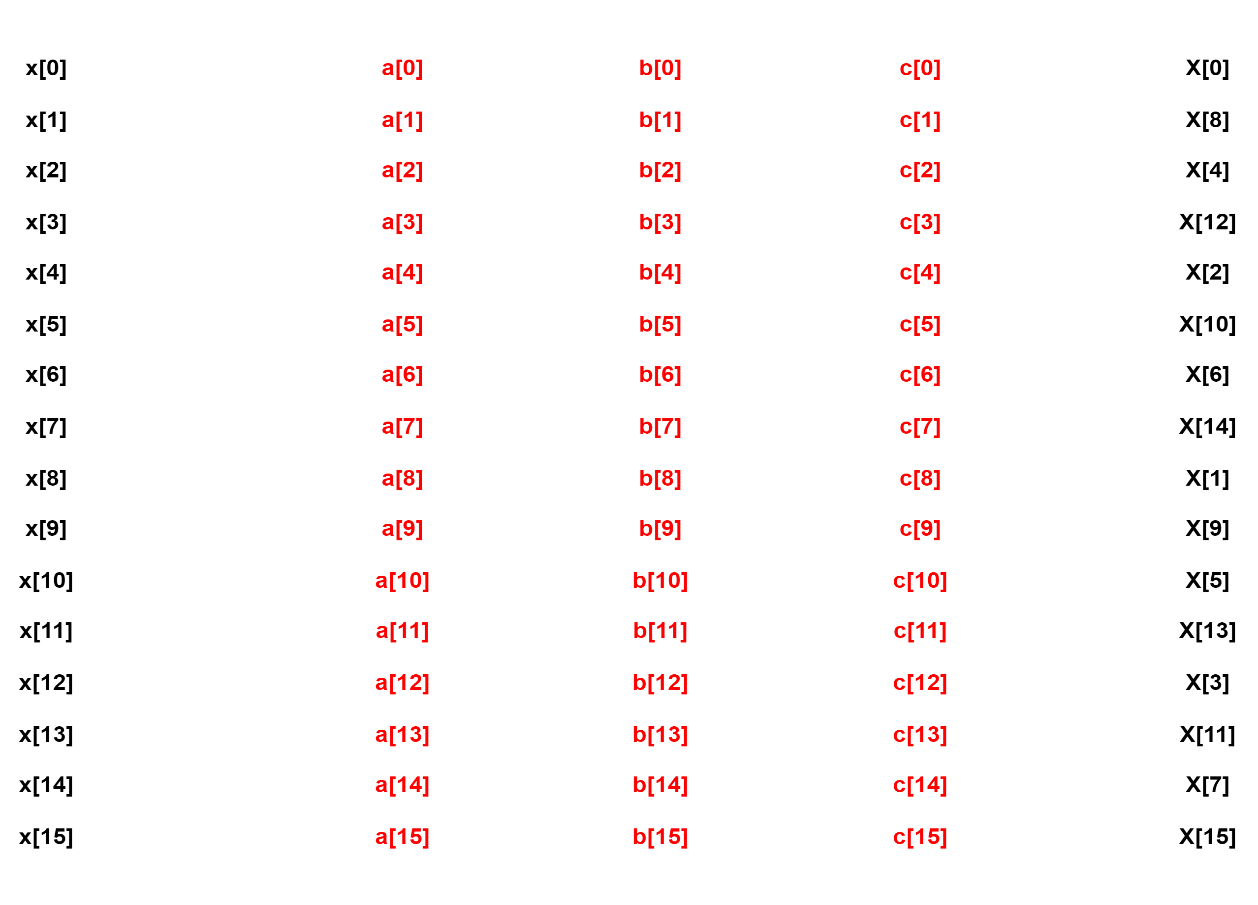 x[0] a[0] b[0] c[0] X[0]
x[1] a[1] b[1] c[1] X[8]
x[2] a[2] b[2] c[2] X[4]
x[3] a[3] b[3] c[3] X[12]
x[4] a[4] b[4] c[4] X[2]
x[5] a[5] b[5] c[5] X[10]
x[6] a[6] b[6] c[6] X[6]
x[7] a[7] b[7] c[7] X[14]
x[8] a[8] b[8] c[8] X[1]
x[9] a[9] b[9] c[9] X[9]
x[10] a[10] b[10] c[10] X[5]
x[11] a[11] b[11] c[11] X[13]
x[12] a[12] b[12] c[12] X[3]
x[13] a[13] b[13] c[13] X[11]
x[14] a[14] b[14] c[14] X[7]
x[15] a[15] b[15] c[15] X[15]